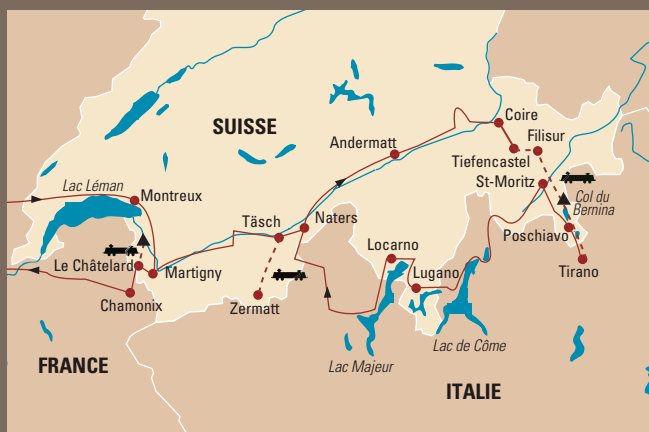 Coire
SUISSE
Andermatt
Filisur
Tiefencastel
St-Moritz
Lac Léman
Montreux
Col du
Bernina
Täsch
Naters
Poschiavo
Locarno
Le Châtelard
Martigny
Lugano
Tirano
Chamonix
Zermatt
Lac de Côme
FRANCE
Lac Majeur
ITALIE